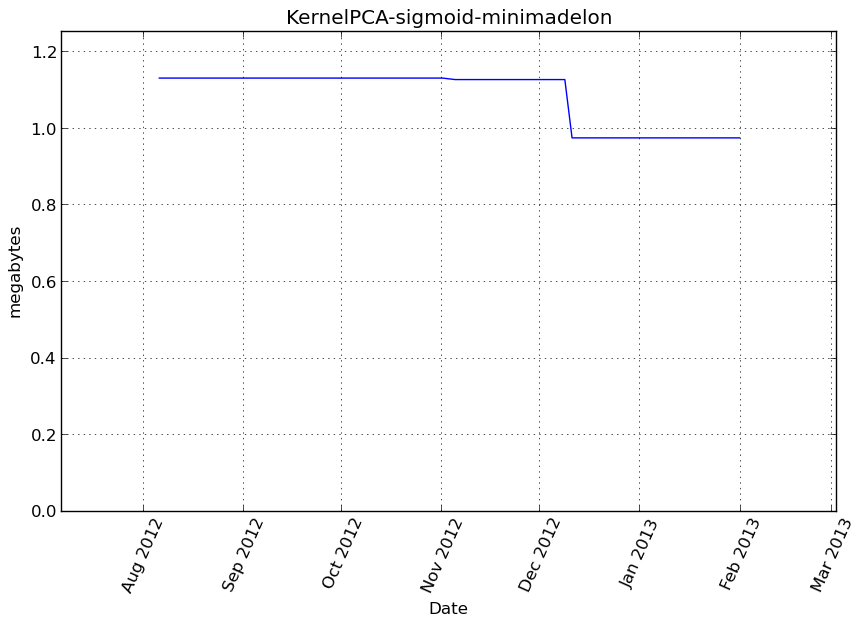 KernelPCA-sigmoid-minimadelon
1.2
1.0
0.8
0.6
0.4
0.2
0.0
megabytes
Aug 2012
Sep 2012
Oct 2012
Nov 2012
Dec 2012
Jan 2013
Feb 2013
Mar 2013
Date